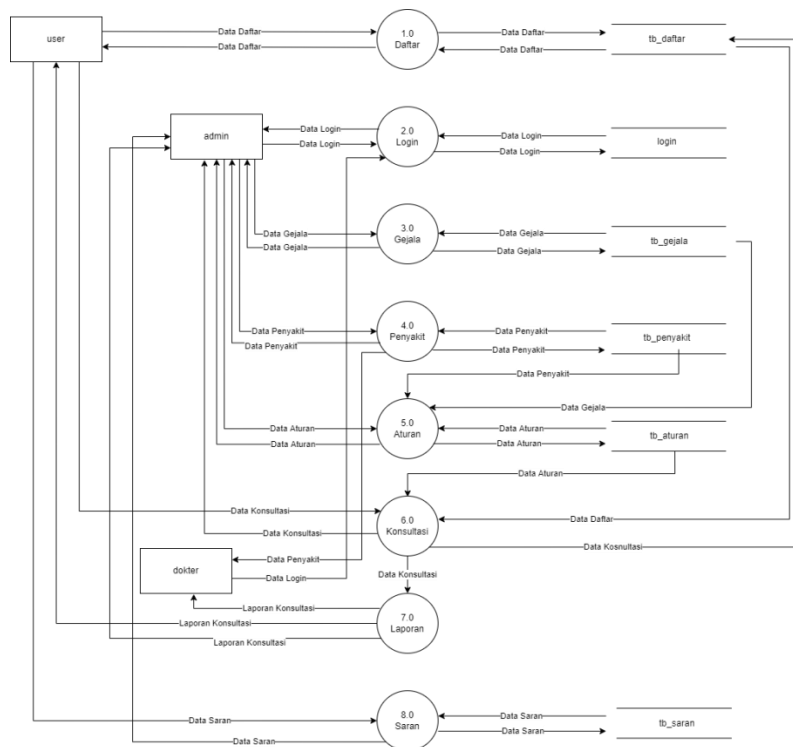 user
Data Daftar
Data Daftar
1.0
Daftar
Data Daftar
Data Daftar
tb_daftar
admin
Data Login
Data Login
2.0
Login
Data Login
Data Login
login
Data Gejala
Data Gejala
3.0
Gejala
Data Gejala
Data Gejala
tb_gejala
Data Penyakit
Data Penyakit
4.0
Penyakit
Data Penyakit
Data Penyakit
tb_penyakit
Data Penyakit
Data Gejala
Data Aturan
Data Aturan
5.0
Aturan
Data Aturan
Data Aturan
tb_aturan
Data Aturan
Data Konsultasi
Data Konsultasi
6.0
Konsultasi
Data Daftar
Data Kosnultasi
dokter
Data Penyakit
Data Login
Data Konsultasi
Laporan Konsultasi
Laporan Konsultasi
Laporan Konsultasi
7.0
Laporan
Data Saran
Data Saran
8.0
Saran
Data Saran
Data Saran
tb_saran